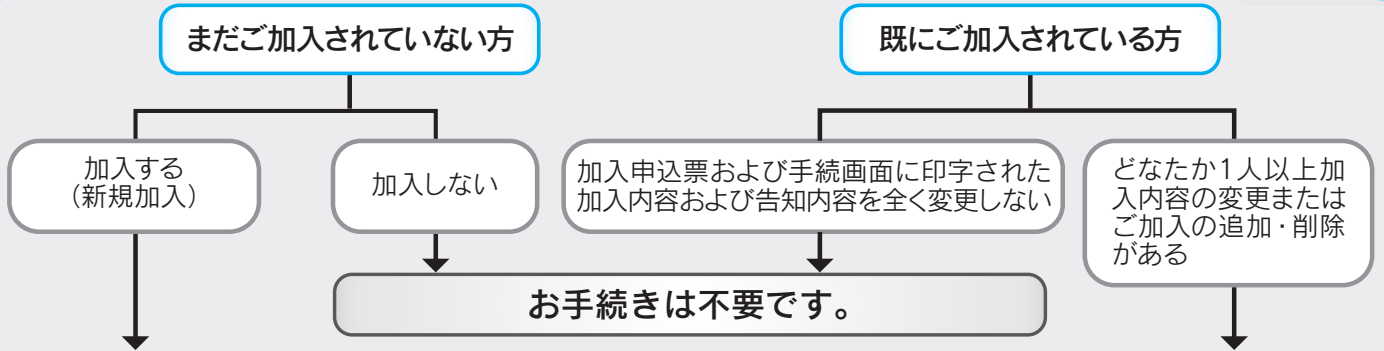 まだご加入されていない方
既にご加入されている方
加入する
（新規加入）
加入しない
加入申込票および手続画面に印字された
加入内容および告知内容を全く変更しない
どなたか1人以上加
入内容の変更または
ご加入の追加・削除
がある
お手続きは不要です。